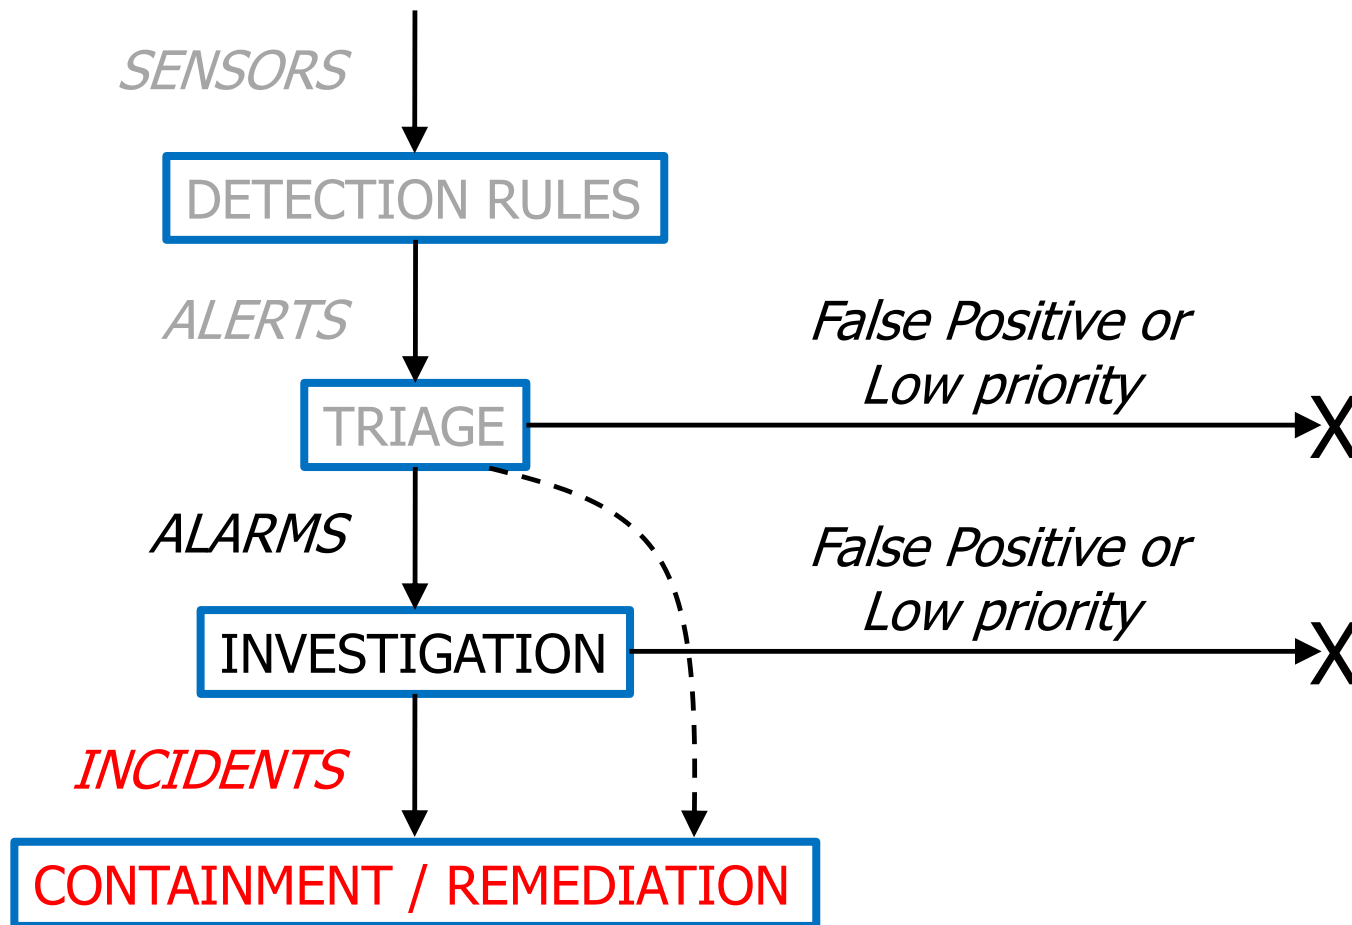 SENSORS
DETECTION RULES
ALERTS
False Positive or
Low priority
TRIAGE
X
ALARMS
False Positive or
Low priority
INVESTIGATION
X
INCIDENTS
CONTAINMENT / REMEDIATION